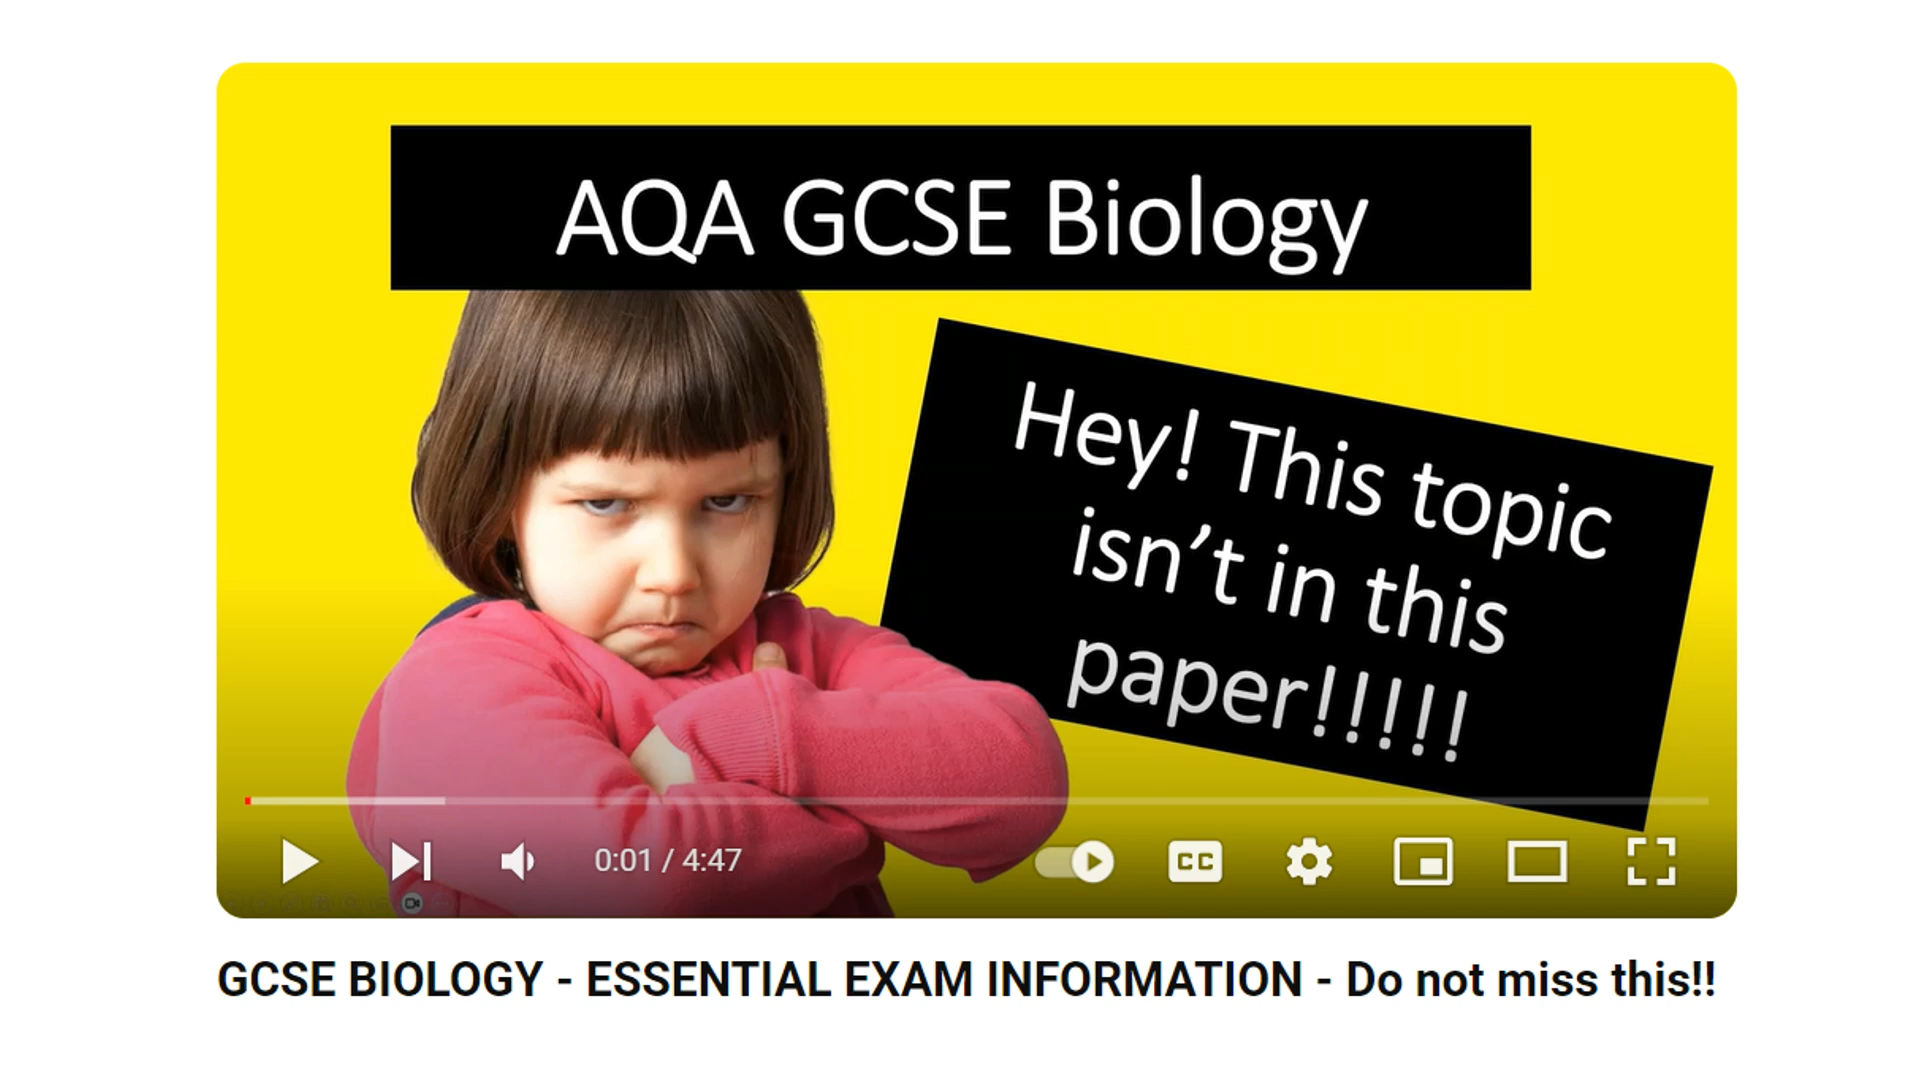 AQA GCSE Biology
Hey! This topic
isn’t in this
paper!!!!!
0:01 / 4:47
CC
GCSE BIOLOGY - ESSENTIAL EXAM INFORMATION - Do not miss this!!